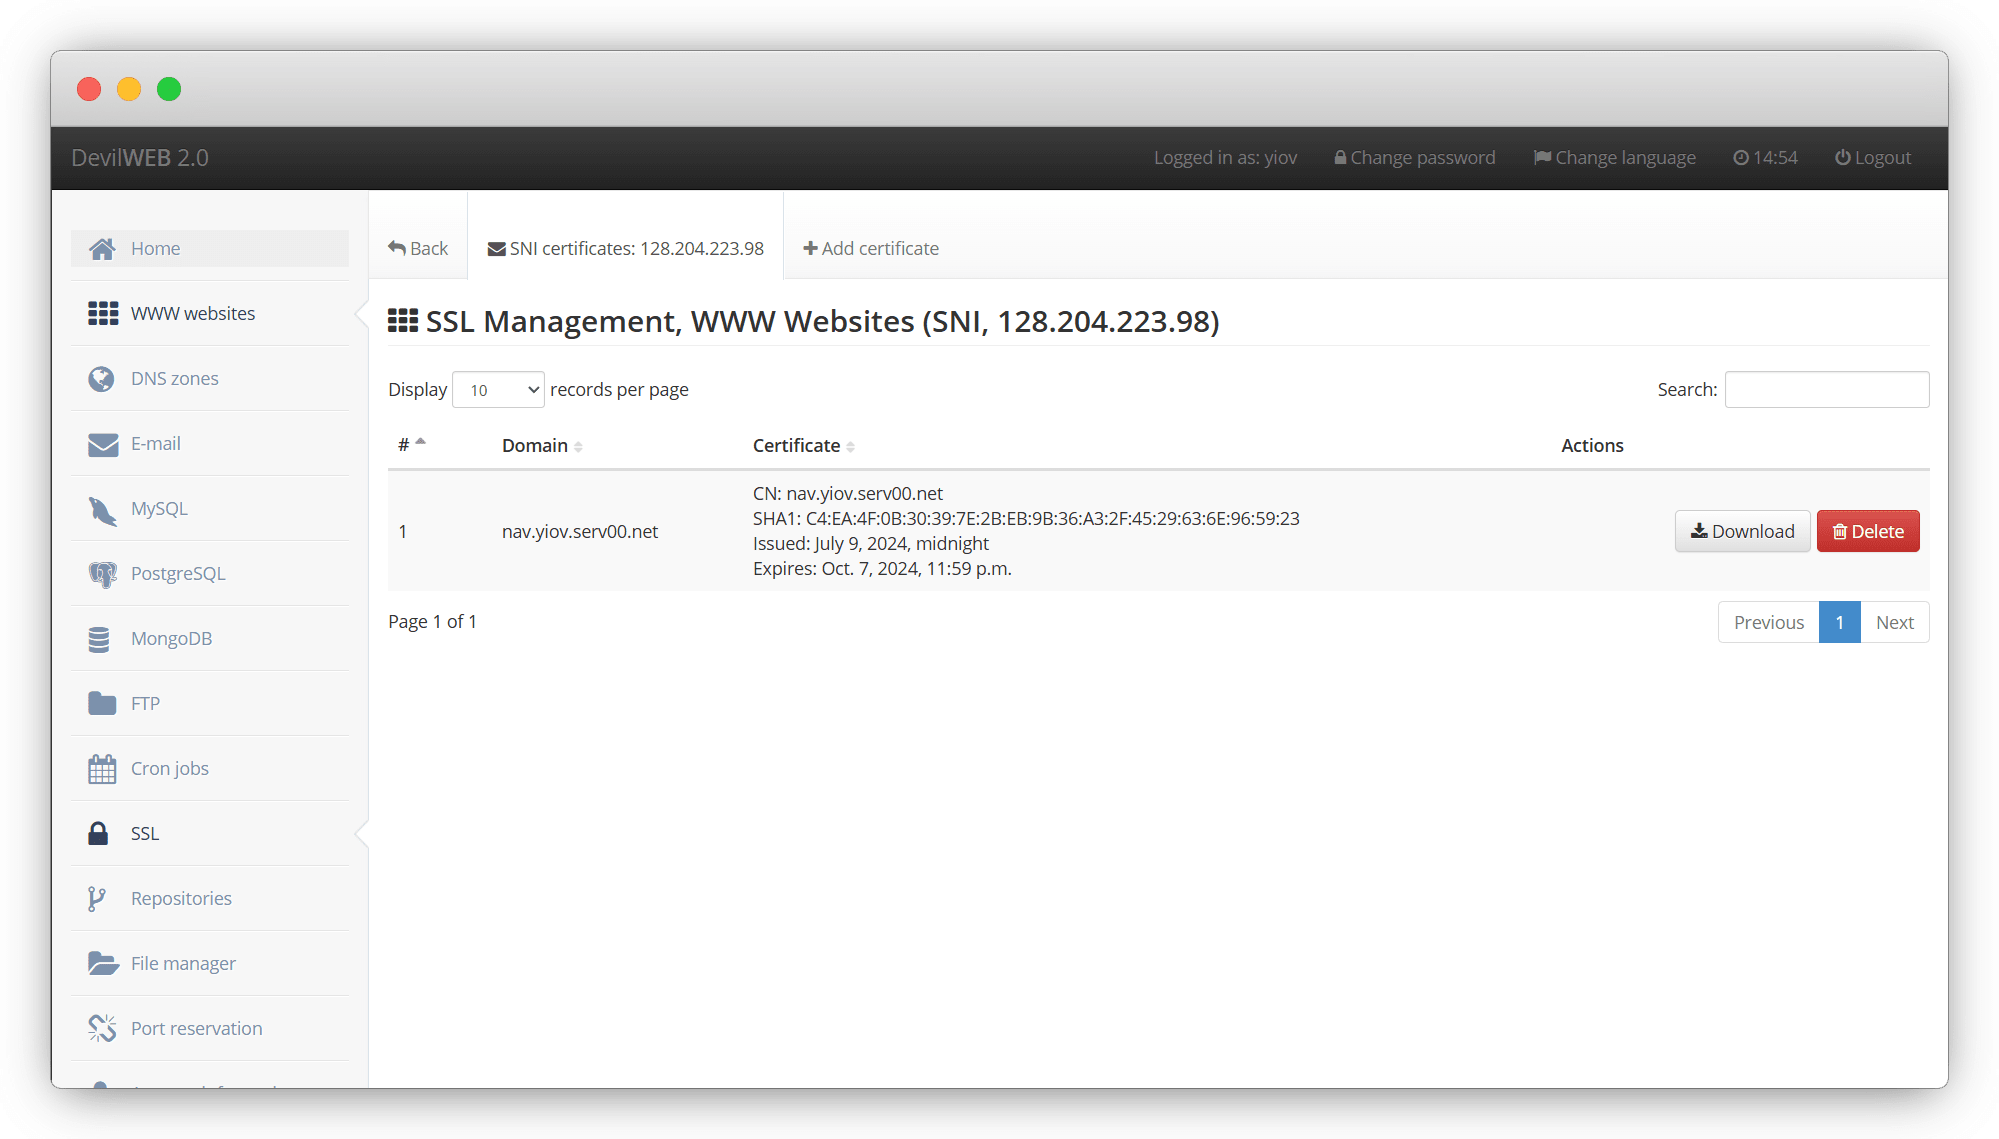 DevilWEB 2.0
Logged in as: yiov
Change password
Change language
14:54
Logout
Home
WWW websites
DNS zones
E-mail
MySQL
PostgreSQL
MongoDB
FTP
Cron jobs
SSL
Repositories
File manager
Port reservation
Back
SNI certificates: 128.204.223.98
Add certificate
SSL Management, WWW Websites (SNI, 128.204.223.98)
Display 10 records per page
Search:
# Domain Certificate Actions
1 nav.yiov.serv00.net
CN: nav.yiov.serv00.net
SHA1: C4:EA:4F:0B:30:39:7E:2B:EB:9B:36:A3:2F:45:29:63:6E:96:59:23
Issued: July 9, 2024, midnight
Expires: Oct. 7, 2024, 11:59 p.m.
Download
Delete
Page 1 of 1
Previous 1 Next